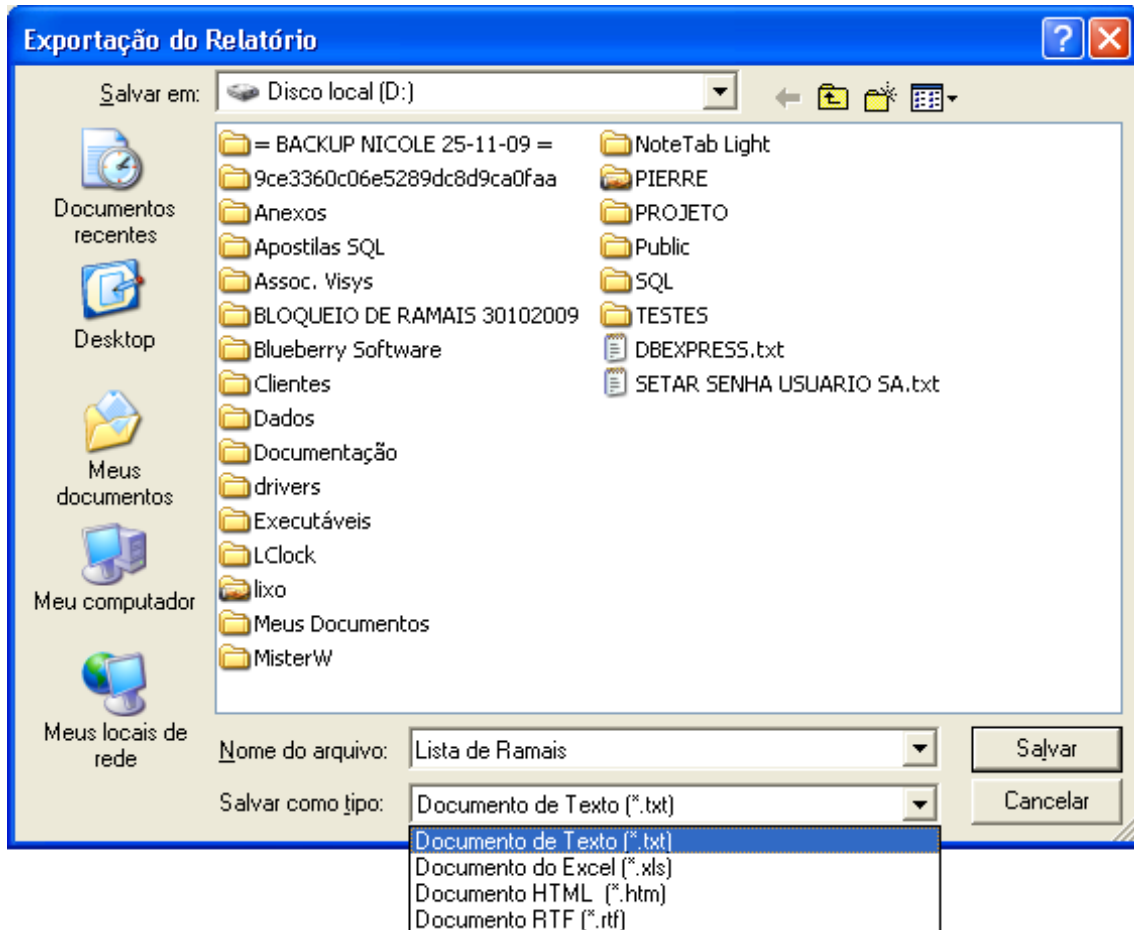 Exportação do Relatório
Salvar em:
Disco local (D:)
Documentos
recentes
Desktop
Meus
documentos
Meu computador
Meus locais de
rede
= BACKUP NICOLE 25-11-09 =
9ce3360c06e5289dc8d9ca0faa
Anexos
Apostilas SQL
Assoc. Visys
BLOQUEIO DE RAMAIS 30102009
Blueberry Software
Clientes
Dados
Documentação
drivers
Executáveis
LClock
lixo
Meus Documentos
MisterW
NoteTab Light
PIERRE
PROJETO
Public
SQL
TESTES
DBEXPRESS.txt
SETAR SENHA USUARIO SA.txt
Nome do arquivo:
Lista de Ramais
Salvar
Salvar como tipo:
Documento de Texto (*.txt)
Cancelar
Documento de Texto (*.txt)
Documento do Excel (*.xls)
Documento HTML (*.htm)
Documento RTF (*.rtf)